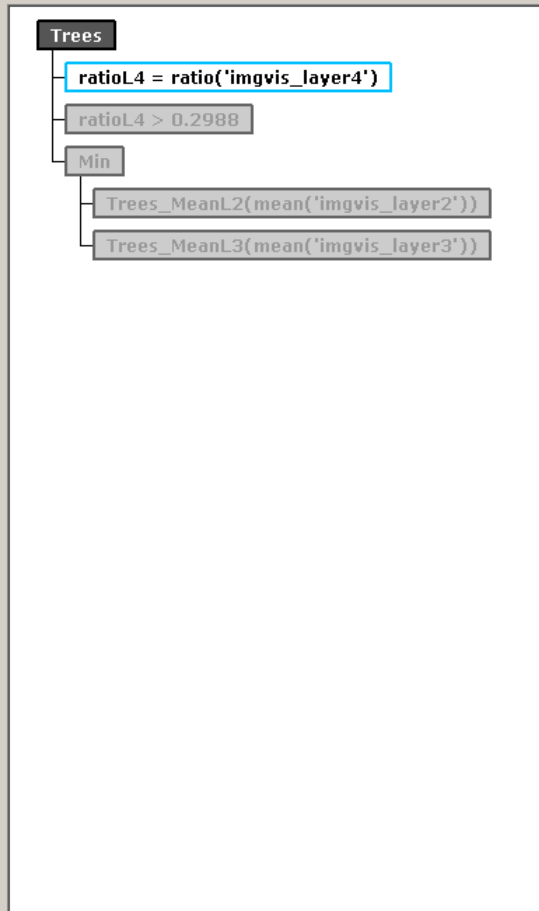 Trees
ratioL4 = ratio('imgvis_layer4')
ratioL4 > 0.2988
Min
Trees_MeanL2(mean('imgvis_layer2'))
Trees_MeanL3(mean('imgvis_layer3'))